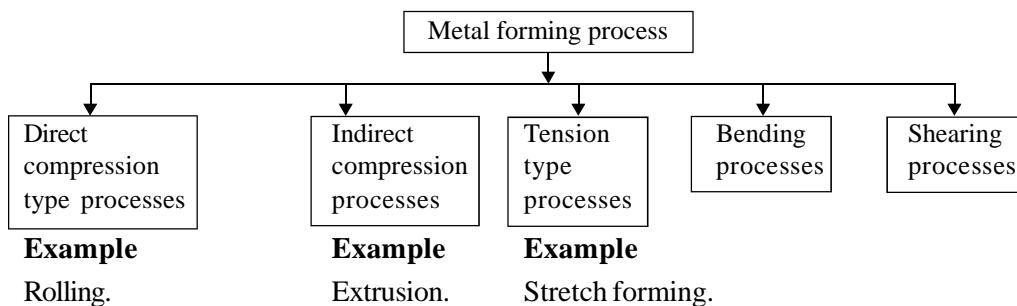 Metal forming process
Direct
compression
type processes
Indirect
compression
processes
Tension
type
processes
Bending
processes
Shearing
processes
Example
Rolling.
Example
Extrusion.
Example
Stretch forming.